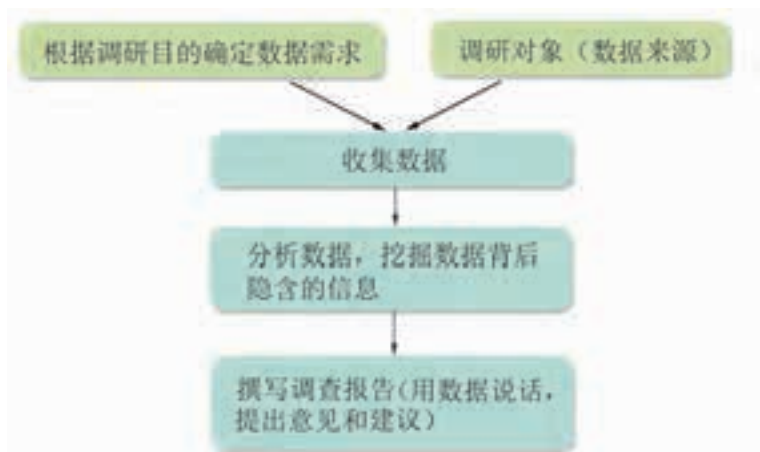 根据调研目的确定数据需求
调研对象（数据来源）
收集数据
分析数据，挖掘数据背后
隐含的信息
撰写调查报告(用数据说话，
提出意见和建议）